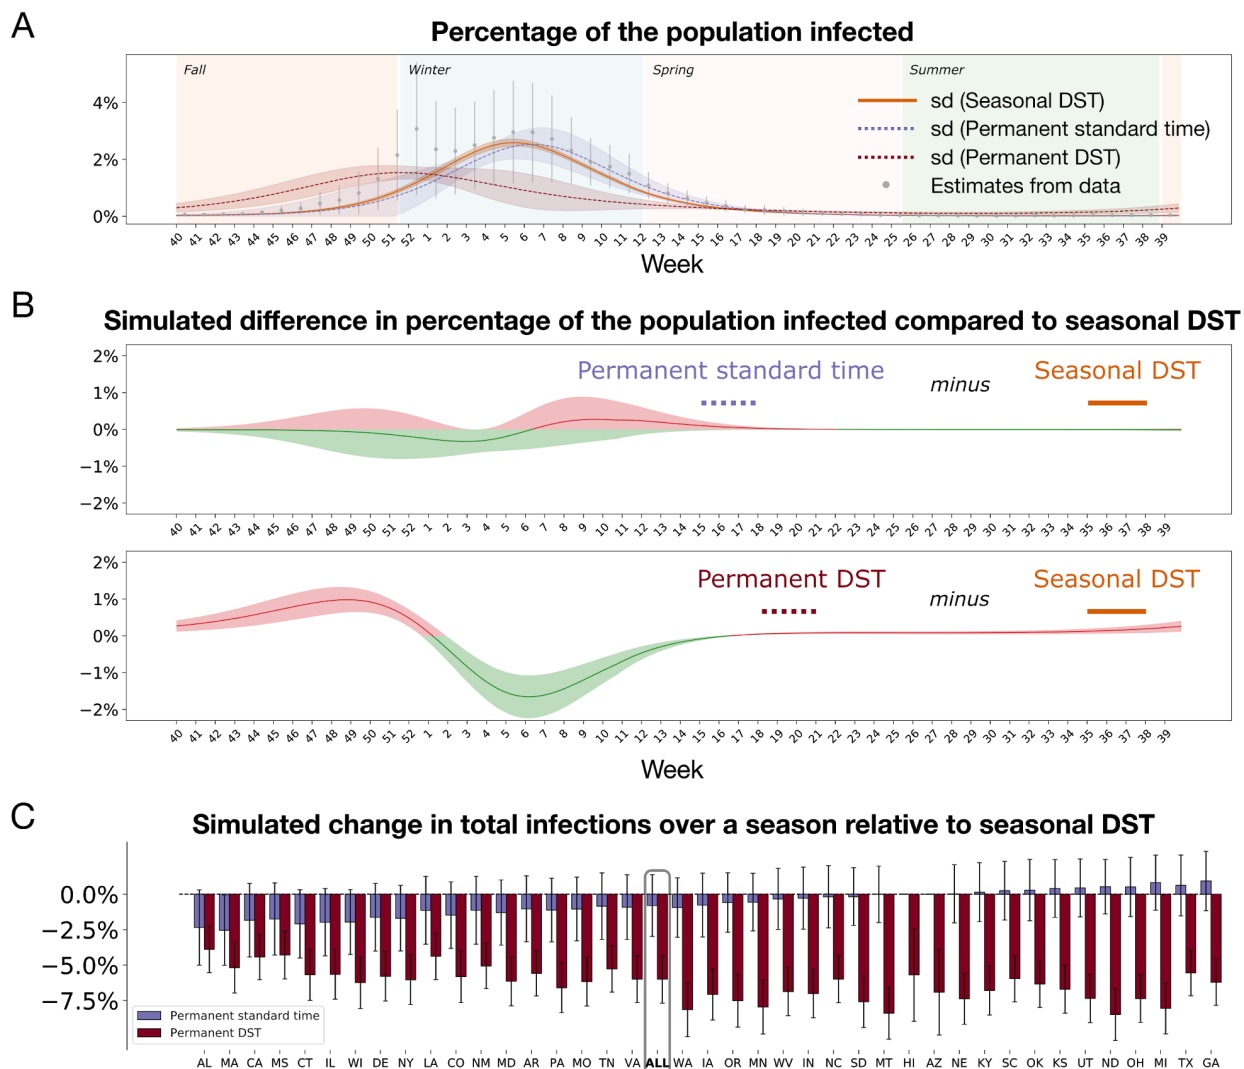 A
Percentage of the population infected
Fall
Winter
Spring
Summer
4%
2%
0%
sd (Seasonal DST)
sd (Permanent standard time)
sd (Permanent DST)
Estimates from data
40 41 42 43 44 45 46 47 48 49 50 51 52 1 2 3 4 5 6 7 8 9 10 11 12 13 14 15 16 17 18 19 20 21 22 23 24 25 26 27 28 29 30 31 32 33 34 35 36 37 38 39
Week
B
Simulated difference in percentage of the population infected compared to seasonal DST
2%
1%
0%
−1%
−2%
Permanent standard time
minus
Seasonal DST
40 41 42 43 44 45 46 47 48 49 50 51 52 1 2 3 4 5 6 7 8 9 10 11 12 13 14 15 16 17 18 19 20 21 22 23 24 25 26 27 28 29 30 31 32 33 34 35 36 37 38 39
2%
1%
0%
−1%
−2%
Permanent DST
minus
Seasonal DST
40 41 42 43 44 45 46 47 48 49 50 51 52 1 2 3 4 5 6 7 8 9 10 11 12 13 14 15 16 17 18 19 20 21 22 23 24 25 26 27 28 29 30 31 32 33 34 35 36 37 38 39
Week
C
Simulated change in total infections over a season relative to seasonal DST
0.0%
−2.5%
−5.0%
−7.5%
Permanent standard time
Permanent DST
AL MA CA MS CT IL WI DE NY LA CO NM MD AR PA MO TN VA ALL WA IA OR MN WV IN NC SD MT HI AZ NE KY SC OK KS UT ND OH MI TX GA